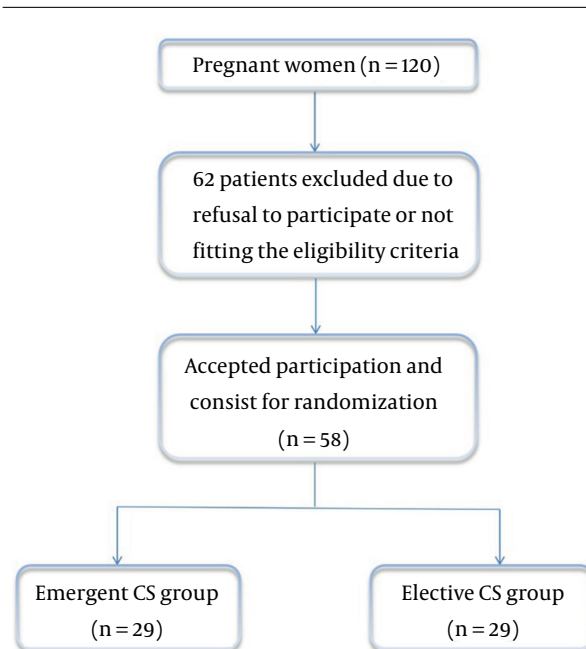 Pregnant women (n = 120)
62 patients excluded due to
refusal to participate or not
fitting the eligibility criteria
Accepted participation and
consist for randomization
(n = 58)
Emergent CS group
(n = 29)
Elective CS group
(n = 29)